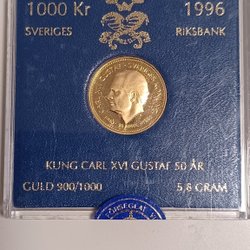 1000 Kr 1996
SVERIGES RIKSBANK
KUNG CARL XVI GUSTAF 50 ÅR
GULD 900/1000 5,8 GRAM